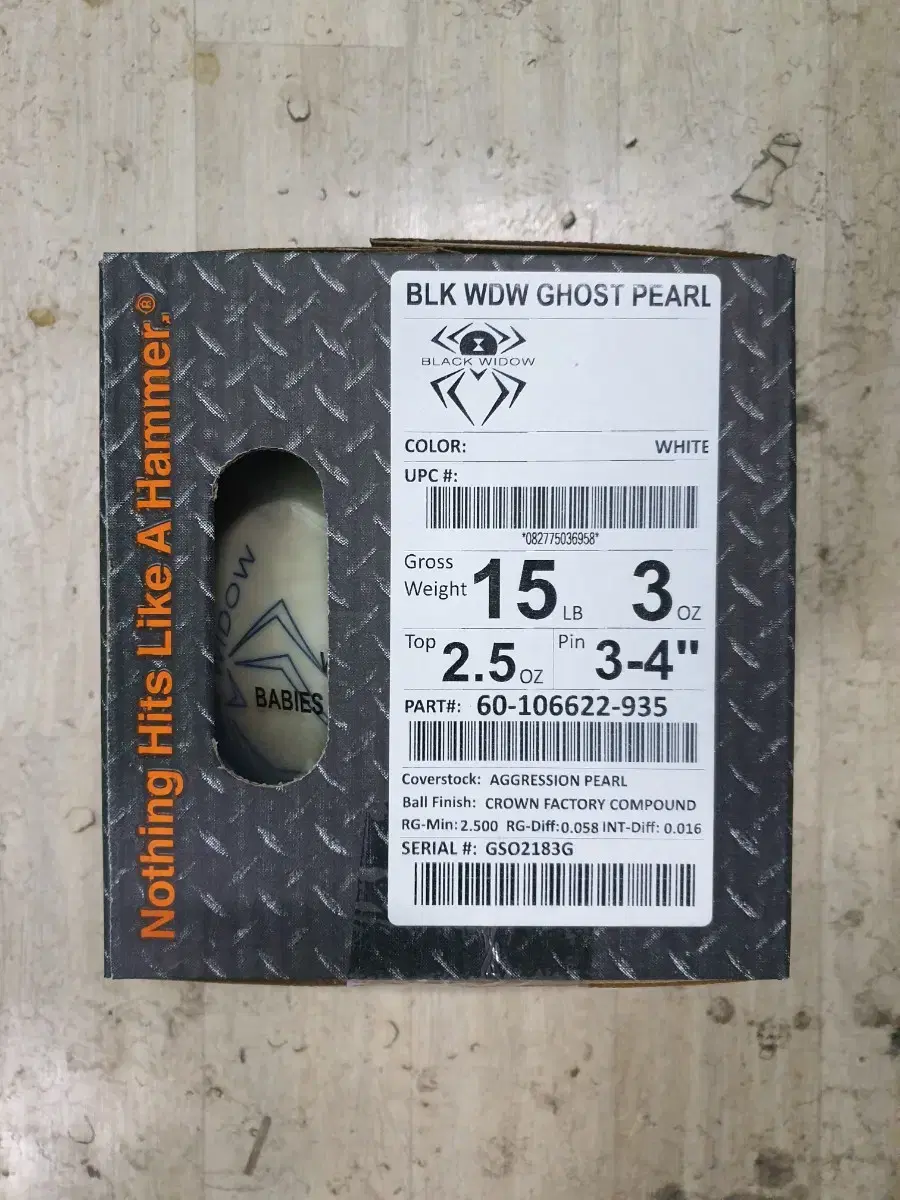 Nothing Hits Like A Hammer.®
BLK WDW GHOST PEARL
BLACK WIDOW
COLOR: WHITE
UPC #:
*082775036958*
Gross Weight 15 LB 3 OZ
Top 2.5 OZ Pin 3-4"
PART#: 60-106622-935
Coverstock: AGGRESSION PEARL
Ball Finish: CROWN FACTORY COMPOUND
RG-Min: 2.500 RG-Diff: 0.058 INT-Diff: 0.016
SERIAL #: GSO2183G
BABIES